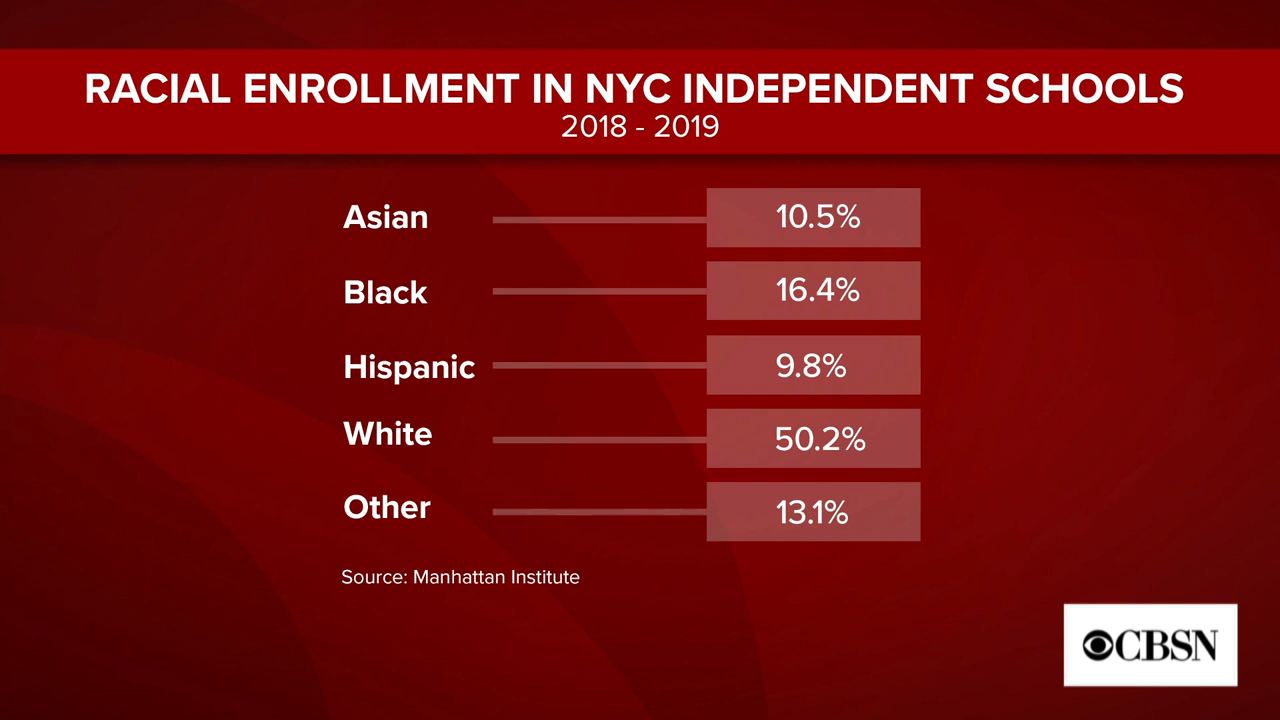 RACIAL ENROLLMENT IN NYC INDEPENDENT SCHOOLS
2018 - 2019
Asian 10.5%
Black 16.4%
Hispanic 9.8%
White 50.2%
Other 13.1%
Source: Manhattan Institute
CBSN